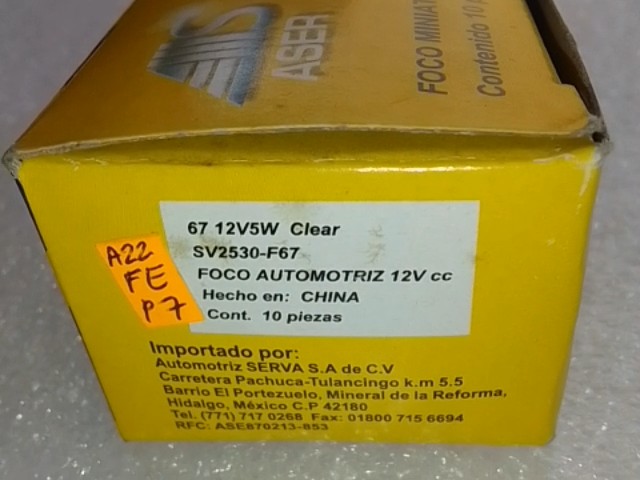 ASER
FOCO MINIAT
Contenido 10 p
67 12V5W Clear
SV2530-F67
FOCO AUTOMOTRIZ 12V cc
Hecho en: CHINA
Cont. 10 piezas
A22
FE
P7
Importado por:
Automotriz SERVA S.A de C.V
Carretera Pachuca-Tulancingo k.m 5.5
Barrio El Portezuelo, Mineral de la Reforma,
Hidalgo, México C.P 42180
Tel. (771) 717 0268 Fax: 01800 715 6694
RFC: ASE870213-853